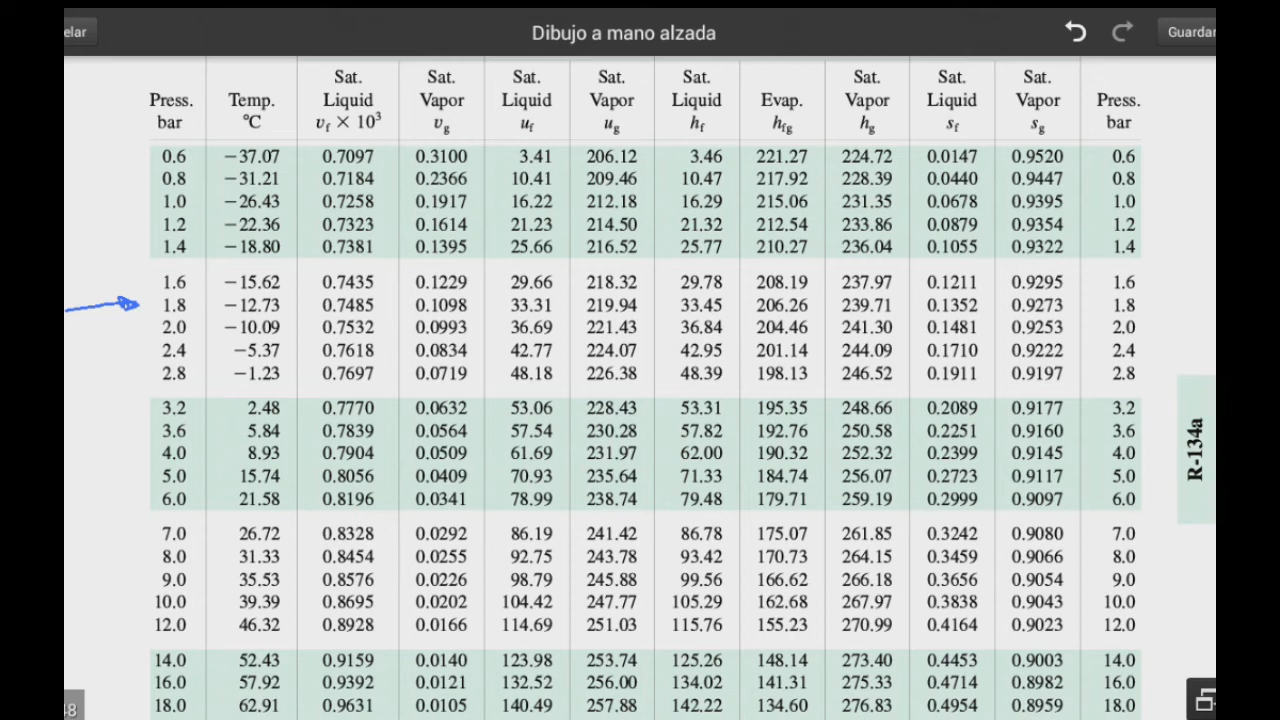 elar Dibujo a mano alzada Guardar
Sat. Sat. Sat. Sat. Sat. Sat. Sat. Sat.
Press. Temp. Liquid Vapor Liquid Vapor Liquid Evap. Vapor Liquid Vapor Press.
bar °C vf × 10³ vg uf ug hf hfg hg sf sg bar
0.6 −37.07 0.7097 0.3100 3.41 206.12 3.46 221.27 224.72 0.0147 0.9520 0.6
0.8 −31.21 0.7184 0.2366 10.41 209.46 10.47 217.92 228.39 0.0440 0.9447 0.8
1.0 −26.43 0.7258 0.1917 16.22 212.18 16.29 215.06 231.35 0.0678 0.9395 1.0
1.2 −22.36 0.7323 0.1614 21.23 214.50 21.32 212.54 233.86 0.0879 0.9354 1.2
1.4 −18.80 0.7381 0.1395 25.66 216.52 25.77 210.27 236.04 0.1055 0.9322 1.4
1.6 −15.62 0.7435 0.1229 29.66 218.32 29.78 208.19 237.97 0.1211 0.9295 1.6
1.8 −12.73 0.7485 0.1098 33.31 219.94 33.45 206.26 239.71 0.1352 0.9273 1.8
2.0 −10.09 0.7532 0.0993 36.69 221.43 36.84 204.46 241.30 0.1481 0.9253 2.0
2.4 −5.37 0.7618 0.0834 42.77 224.07 42.95 201.14 244.09 0.1710 0.9222 2.4
2.8 −1.23 0.7697 0.0719 48.18 226.38 48.39 198.13 246.52 0.1911 0.9197 2.8
3.2 2.48 0.7770 0.0632 53.06 228.43 53.31 195.35 248.66 0.2089 0.9177 3.2
3.6 5.84 0.7839 0.0564 57.54 230.28 57.82 192.76 250.58 0.2251 0.9160 3.6
4.0 8.93 0.7904 0.0509 61.69 231.97 62.00 190.32 252.32 0.2399 0.9145 4.0
5.0 15.74 0.8056 0.0409 70.93 235.64 71.33 184.74 256.07 0.2723 0.9117 5.0
6.0 21.58 0.8196 0.0341 78.99 238.74 79.48 179.71 259.19 0.2999 0.9097 6.0
7.0 26.72 0.8328 0.0292 86.19 241.42 86.78 175.07 261.85 0.3242 0.9080 7.0
8.0 31.33 0.8454 0.0255 92.75 243.78 93.42 170.73 264.15 0.3459 0.9066 8.0
9.0 35.53 0.8576 0.0226 98.79 245.88 99.56 166.62 266.18 0.3656 0.9054 9.0
10.0 39.39 0.8695 0.0202 104.42 247.77 105.29 162.68 267.97 0.3838 0.9043 10.0
12.0 46.32 0.8928 0.0166 114.69 251.03 115.76 155.23 270.99 0.4164 0.9023 12.0
14.0 52.43 0.9159 0.0140 123.98 253.74 125.26 148.14 273.40 0.4453 0.9003 14.0
16.0 57.92 0.9392 0.0121 132.52 256.00 134.02 141.31 275.33 0.4714 0.8982 16.0
18.0 62.91 0.9631 0.0105 140.49 257.88 142.22 134.60 276.83 0.4954 0.8959 18.0
R-134a
48